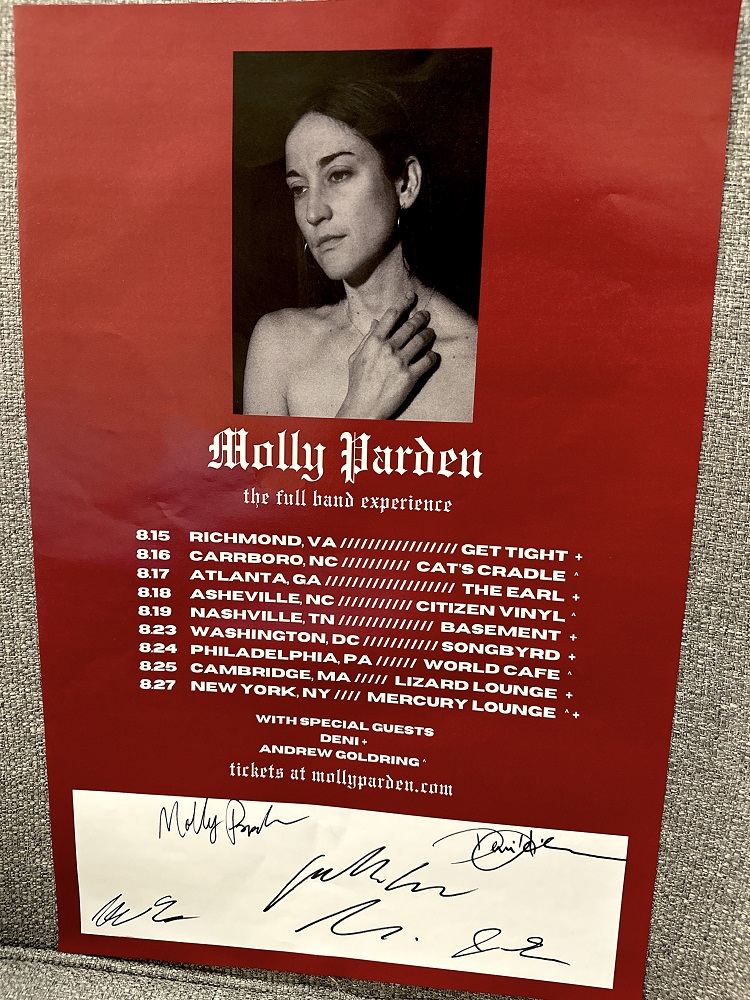 Molly Parden
the full band experience
8.15 RICHMOND, VA ///////////////// GET TIGHT +
8.16 CARRBORO, NC ////////// CAT'S CRADLE ^
8.17 ATLANTA, GA /////////////////// THE EARL +
8.18 ASHEVILLE, NC /////////// CITIZEN VINYL ^
8.19 NASHVILLE, TN ////////////// BASEMENT +
8.23 WASHINGTON, DC /////////// SONGBYRD +
8.24 PHILADELPHIA, PA ////// WORLD CAFE ^
8.25 CAMBRIDGE, MA ///// LIZARD LOUNGE +
8.27 NEW YORK, NY //// MERCURY LOUNGE ^ +
WITH SPECIAL GUESTS
DENI +
ANDREW GOLDRING ^
tickets at mollyparden.com
Molly Parden